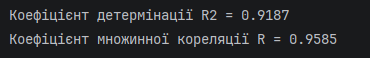 Коефіцієнт детермінації R2 = 0.9187
Коефіцієнт множинної кореляції R = 0.9585